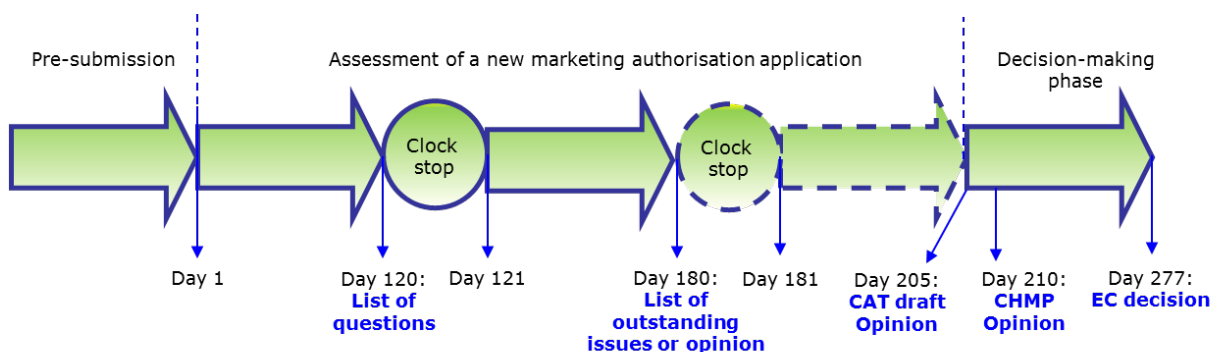 Pre-submission
Assessment of a new marketing authorisation application
Decision-making
phase
Clock
stop
Clock
stop
Day 1
Day 120:
List of
questions
Day 121
Day 180:
List of
outstanding
issues or opinion
Day 181
Day 205:
CAT draft
Opinion
Day 210:
CHMP
Opinion
Day 277:
EC decision